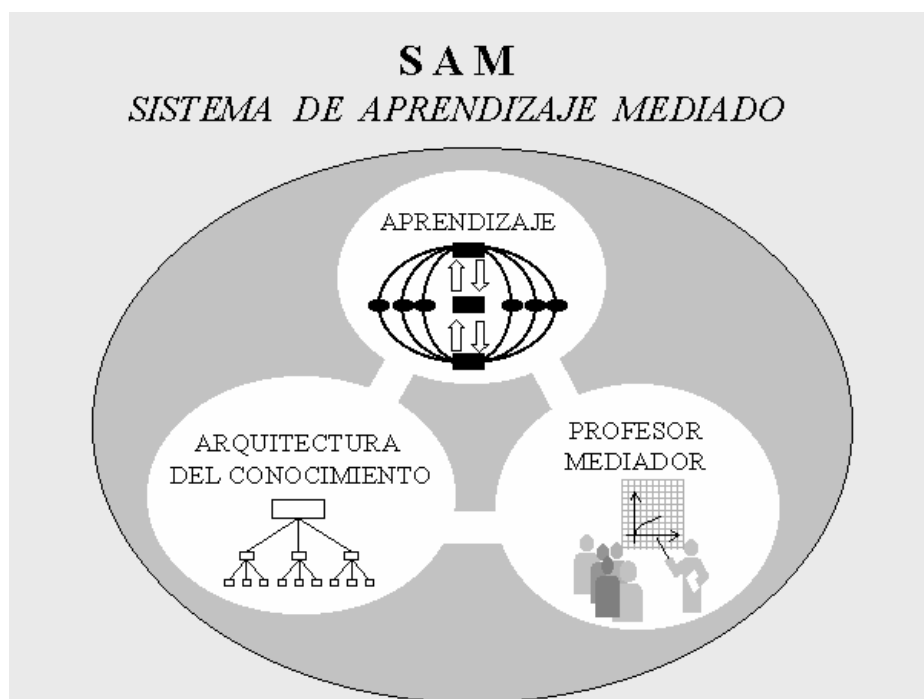 S A M
SISTEMA DE APRENDIZAJE MEDIADO
APRENDIZAJE
ARQUITECTURA
DEL CONOCIMIENTO
PROFESOR
MEDIADOR